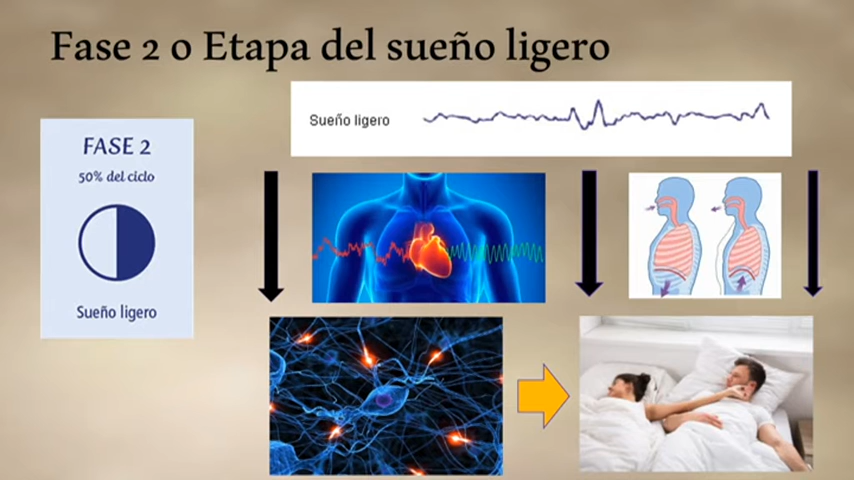 Fase 2 o Etapa del sueño ligero
Sueño ligero
FASE 2
50% del ciclo
Sueño ligero